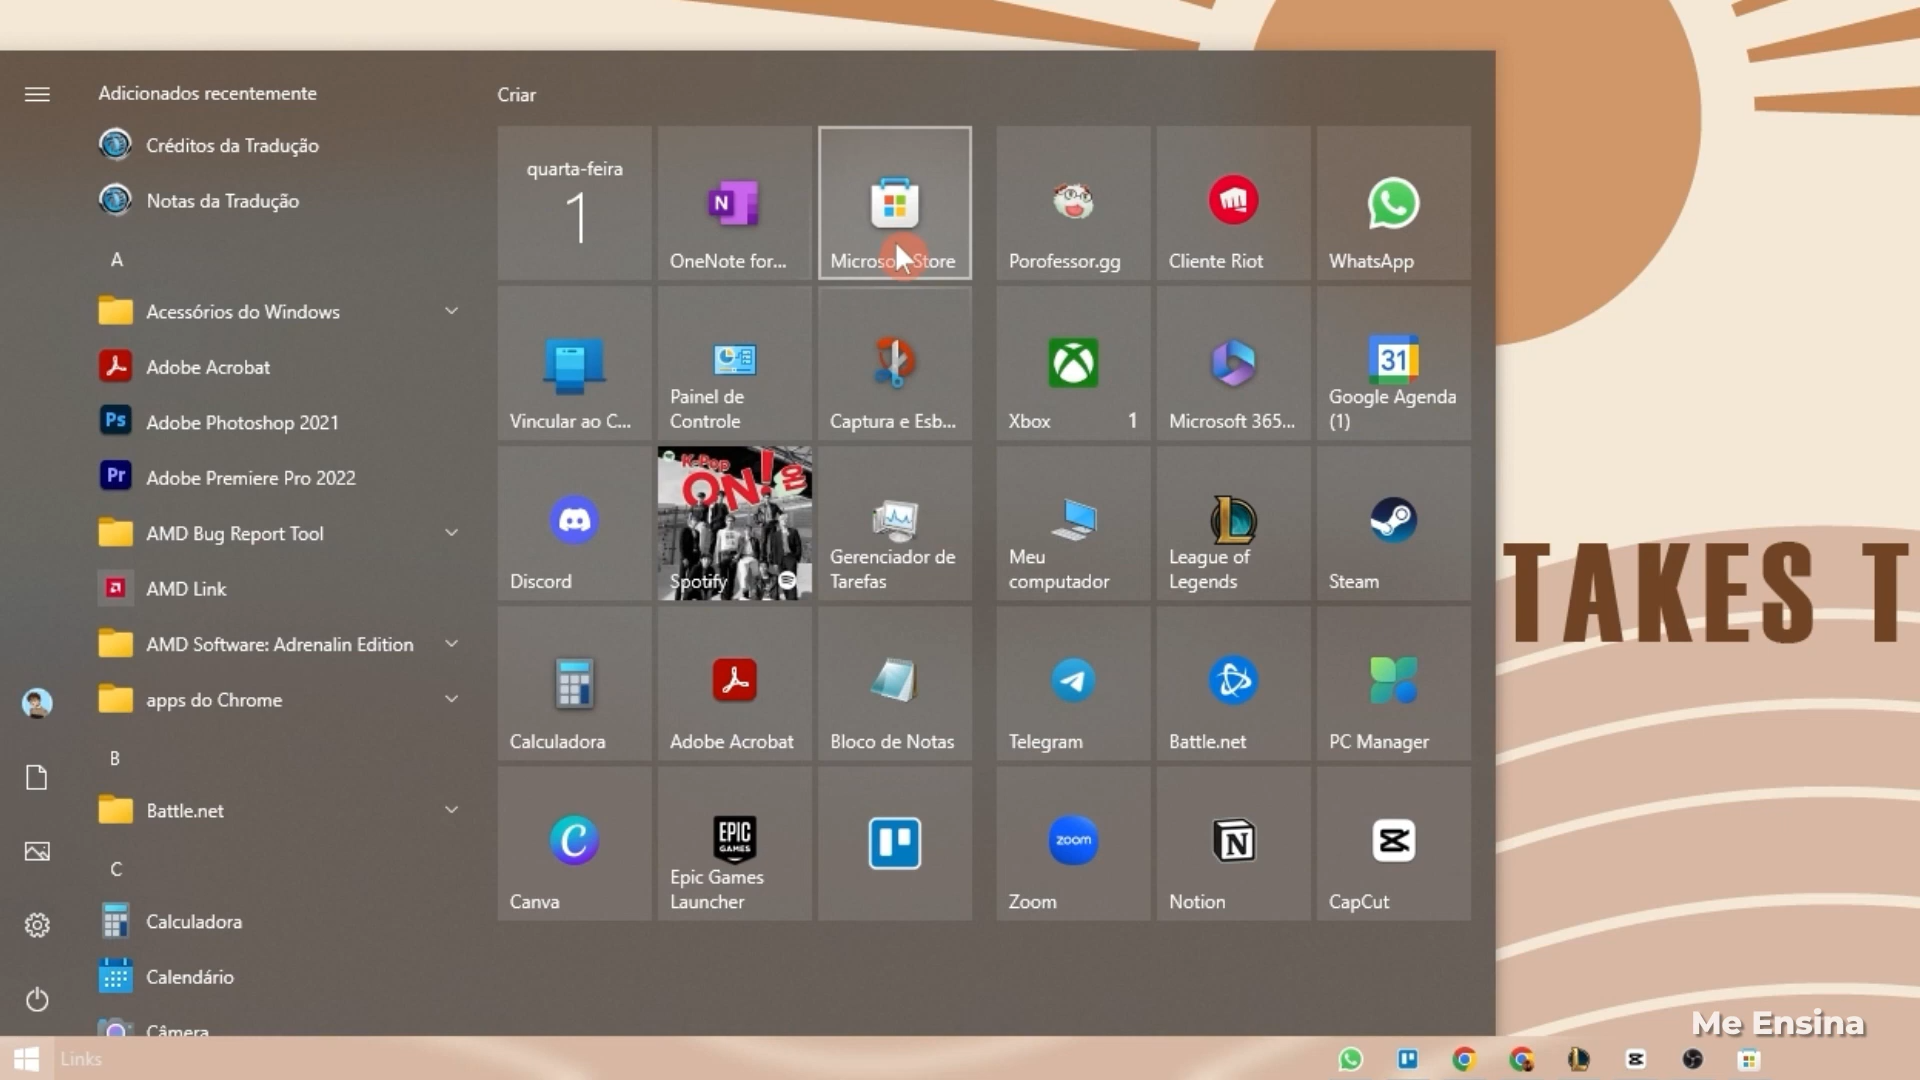 Adicionados recentemente
Créditos da Tradução
Notas da Tradução
A
Acessórios do Windows
Adobe Acrobat
Ps
Adobe Photoshop 2021
Pr
Adobe Premiere Pro 2022
AMD Bug Report Tool
AMD Link
AMD Software: Adrenalin Edition
apps do Chrome
B
Battle.net
C
Calculadora
Calendário
Câmera
Criar
quarta-feira
1
N
OneNote for...
Microsoft Store
Porofessor.gg
Cliente Riot
WhatsApp
Vincular ao C...
Painel de
Controle
Captura e Esb...
Xbox 1
Microsoft 365...
31
Google Agenda
(1)
Discord
K-Pop
ON!
Spotify
Gerenciador de
Tarefas
Meu
computador
League of
Legends
Steam
Calculadora
Adobe Acrobat
Bloco de Notas
Telegram
Battle.net
PC Manager
C
Canva
EPIC
GAMES
Epic Games
Launcher
zoom
Zoom
N
Notion
CapCut
TAKES T
Me Ensina
Links